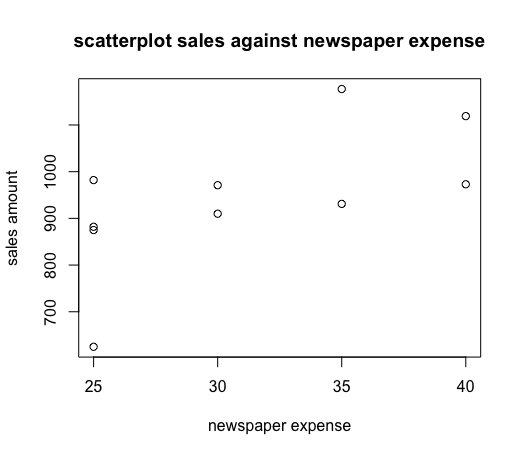 scatterplot sales against newspaper expense
sales amount
1000
900
800
700
25 30 35 40
newspaper expense